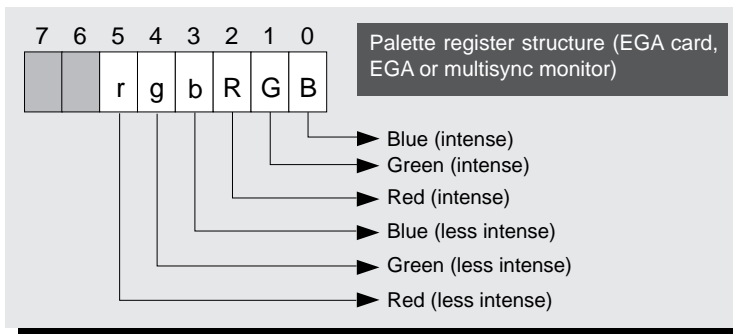 7 6 5 4 3 2 1 0
Palette register structure (EGA card,
EGA or multisync monitor)
r g b R G B
Blue (intense)
Green (intense)
Red (intense)
Blue (less intense)
Green (less intense)
Red (less intense)